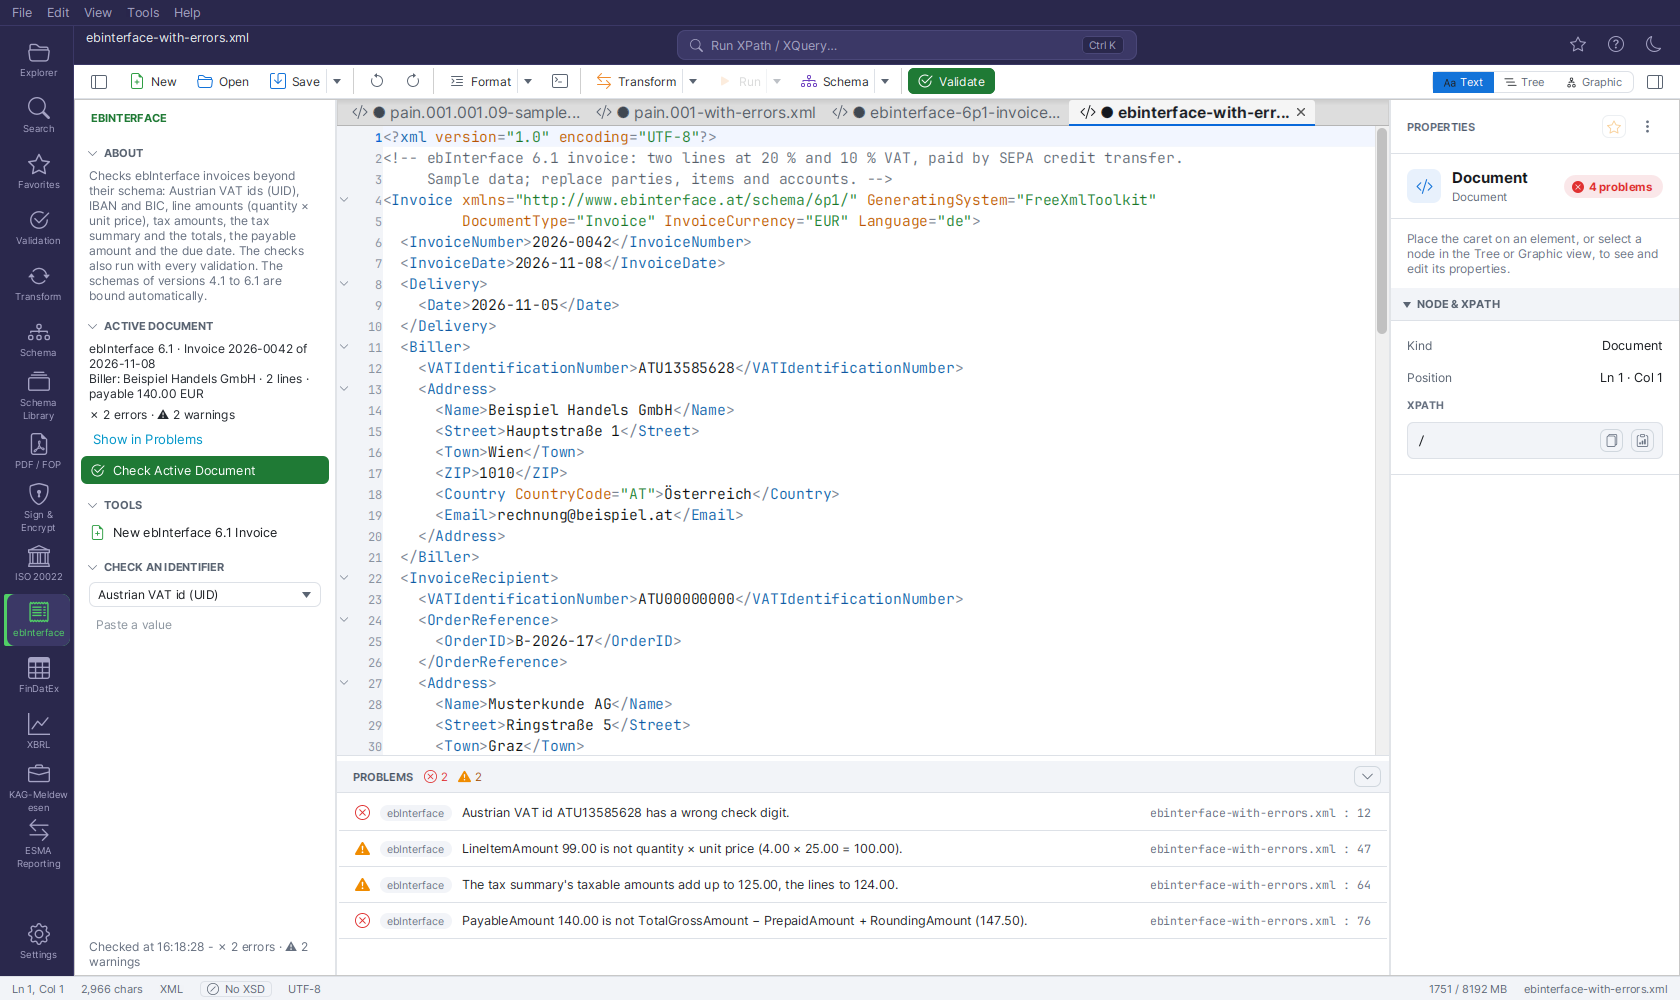 File Edit View Tools Help
ebinterface-with-errors.xml
Run XPath / XQuery... Ctrl K
New Open Save Format Transform Run Schema Validate Text Tree Graphic
Explorer
Search
Favorites
Validation
Transform
Schema
Schema
Library
PDF / FOP
Sign &
Encrypt
ISO 20022
ebInterface
FinDatEx
XBRL
KAG-Meldew
esen
ESMA
Reporting
Settings
EBINTERFACE
ABOUT
Checks ebInterface invoices beyond
their schema: Austrian VAT ids (UID),
IBAN and BIC, line amounts (quantity ×
unit price), tax amounts, the tax
summary and the totals, the payable
amount and the due date. The checks
also run with every validation. The
schemas of versions 4.1 to 6.1 are
bound automatically.
ACTIVE DOCUMENT
ebInterface 6.1 · Invoice 2026-0042 of
2026-11-08
Biller: Beispiel Handels GmbH · 2 lines ·
payable 140.00 EUR
× 2 errors · ⚠ 2 warnings
Show in Problems
Check Active Document
TOOLS
New ebInterface 6.1 Invoice
CHECK AN IDENTIFIER
Austrian VAT id (UID)
Paste a value
Checked at 16:18:28 - × 2 errors · ⚠ 2
warnings
pain.001.001.09-sample... pain.001-with-errors.xml ebinterface-6p1-invoice... ebinterface-with-err... ×
1 <?xml version="1.0" encoding="UTF-8"?>
2 <!-- ebInterface 6.1 invoice: two lines at 20 % and 10 % VAT, paid by SEPA credit transfer.
3 Sample data; replace parties, items and accounts. -->
4 <Invoice xmlns="http://www.ebinterface.at/schema/6p1/" GeneratingSystem="FreeXmlToolkit"
5 DocumentType="Invoice" InvoiceCurrency="EUR" Language="de">
6 <InvoiceNumber>2026-0042</InvoiceNumber>
7 <InvoiceDate>2026-11-08</InvoiceDate>
8 <Delivery>
9 <Date>2026-11-05</Date>
10 </Delivery>
11 <Biller>
12 <VATIdentificationNumber>ATU13585628</VATIdentificationNumber>
13 <Address>
14 <Name>Beispiel Handels GmbH</Name>
15 <Street>Hauptstraße 1</Street>
16 <Town>Wien</Town>
17 <ZIP>1010</ZIP>
18 <Country CountryCode="AT">Österreich</Country>
19 <Email>rechnung@beispiel.at</Email>
20 </Address>
21 </Biller>
22 <InvoiceRecipient>
23 <VATIdentificationNumber>ATU00000000</VATIdentificationNumber>
24 <OrderReference>
25 <OrderID>B-2026-17</OrderID>
26 </OrderReference>
27 <Address>
28 <Name>Musterkunde AG</Name>
29 <Street>Ringstraße 5</Street>
30 <Town>Graz</Town>
PROBLEMS 2 2
ebInterface Austrian VAT id ATU13585628 has a wrong check digit. ebinterface-with-errors.xml : 12
ebInterface LineItemAmount 99.00 is not quantity × unit price (4.00 × 25.00 = 100.00). ebinterface-with-errors.xml : 47
ebInterface The tax summary's taxable amounts add up to 125.00, the lines to 124.00. ebinterface-with-errors.xml : 64
ebInterface PayableAmount 140.00 is not TotalGrossAmount − PrepaidAmount + RoundingAmount (147.50). ebinterface-with-errors.xml : 76
PROPERTIES
Document
Document
4 problems
Place the caret on an element, or select a
node in the Tree or Graphic view, to see and
edit its properties.
NODE & XPATH
Kind Document
Position Ln 1 · Col 1
XPATH
/
Ln 1, Col 1 2,966 chars XML No XSD UTF-8 1751 / 8192 MB ebinterface-with-errors.xml